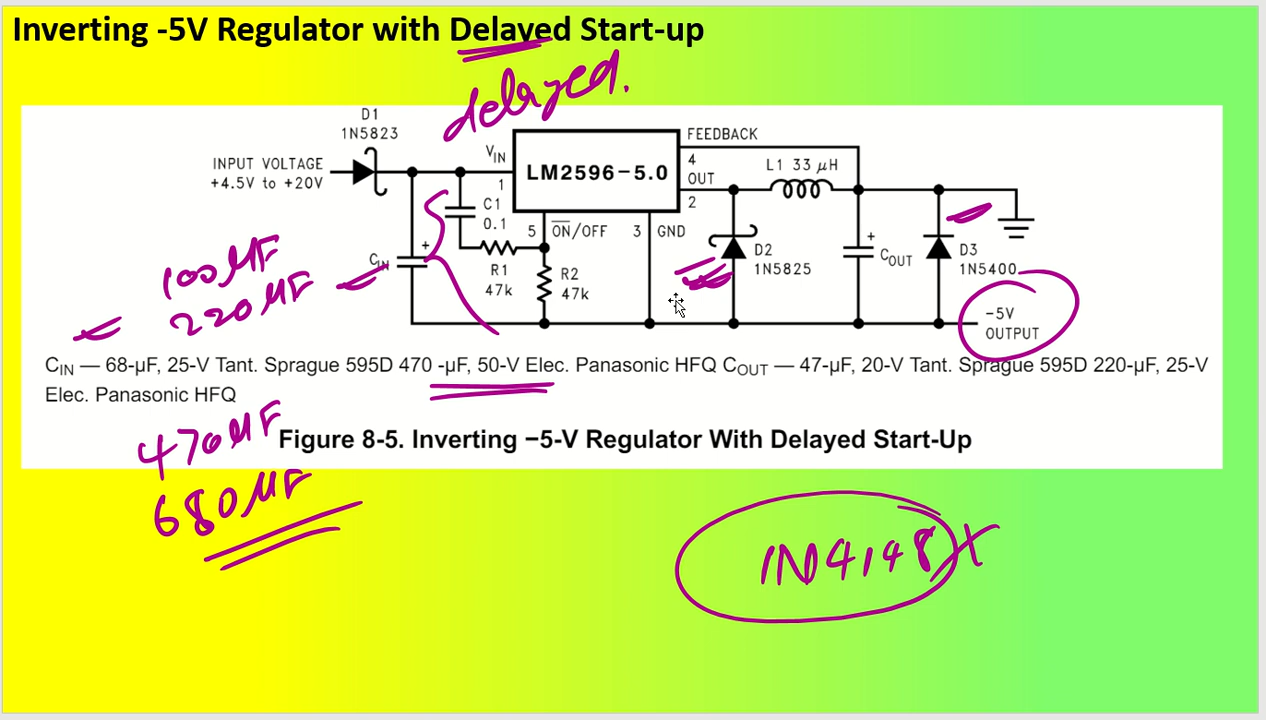 Inverting -5V Regulator with Delayed Start-up
delayed.
D1
1N5823
INPUT VOLTAGE
+4.5V to +20V
VIN
1
LM2596-5.0
FEEDBACK
4
OUT
2
L1 33 μH
C1
0.1
5
ON/OFF
3
GND
+
CIN
R1
47k
R2
47k
D2
1N5825
+
COUT
D3
1N5400
-5V
OUTPUT
100μF
220μF
CIN — 68-μF, 25-V Tant. Sprague 595D 470 -μF, 50-V Elec. Panasonic HFQ COUT — 47-μF, 20-V Tant. Sprague 595D 220-μF, 25-V
Elec. Panasonic HFQ
Figure 8-5. Inverting −5-V Regulator With Delayed Start-Up
470μF
680μF
1N4148 X